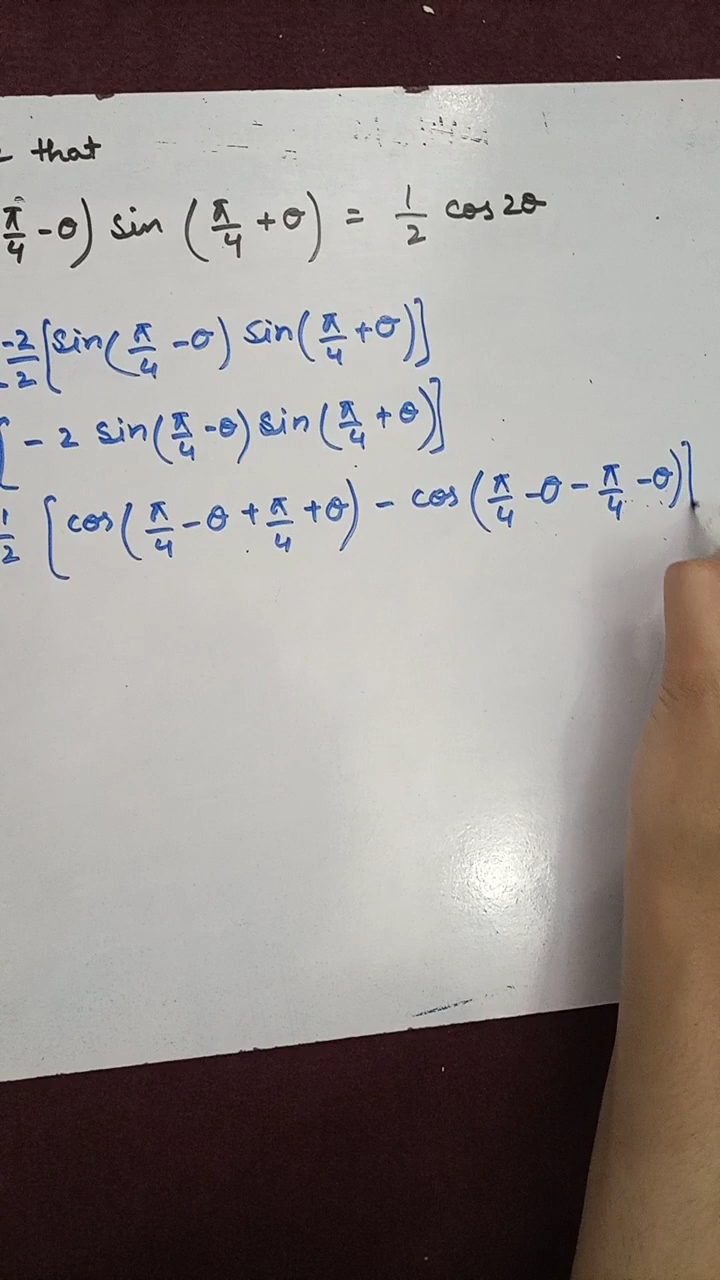 that
π/4 - θ) sin (π/4 + θ) = 1/2 cos 2θ
-2/2 [sin(π/4 - θ) sin(π/4 + θ)]
[- 2 sin(π/4 - θ) sin(π/4 + θ)]
1/2 [cos(π/4 - θ + π/4 + θ) - cos(π/4 - θ - π/4 - θ)]